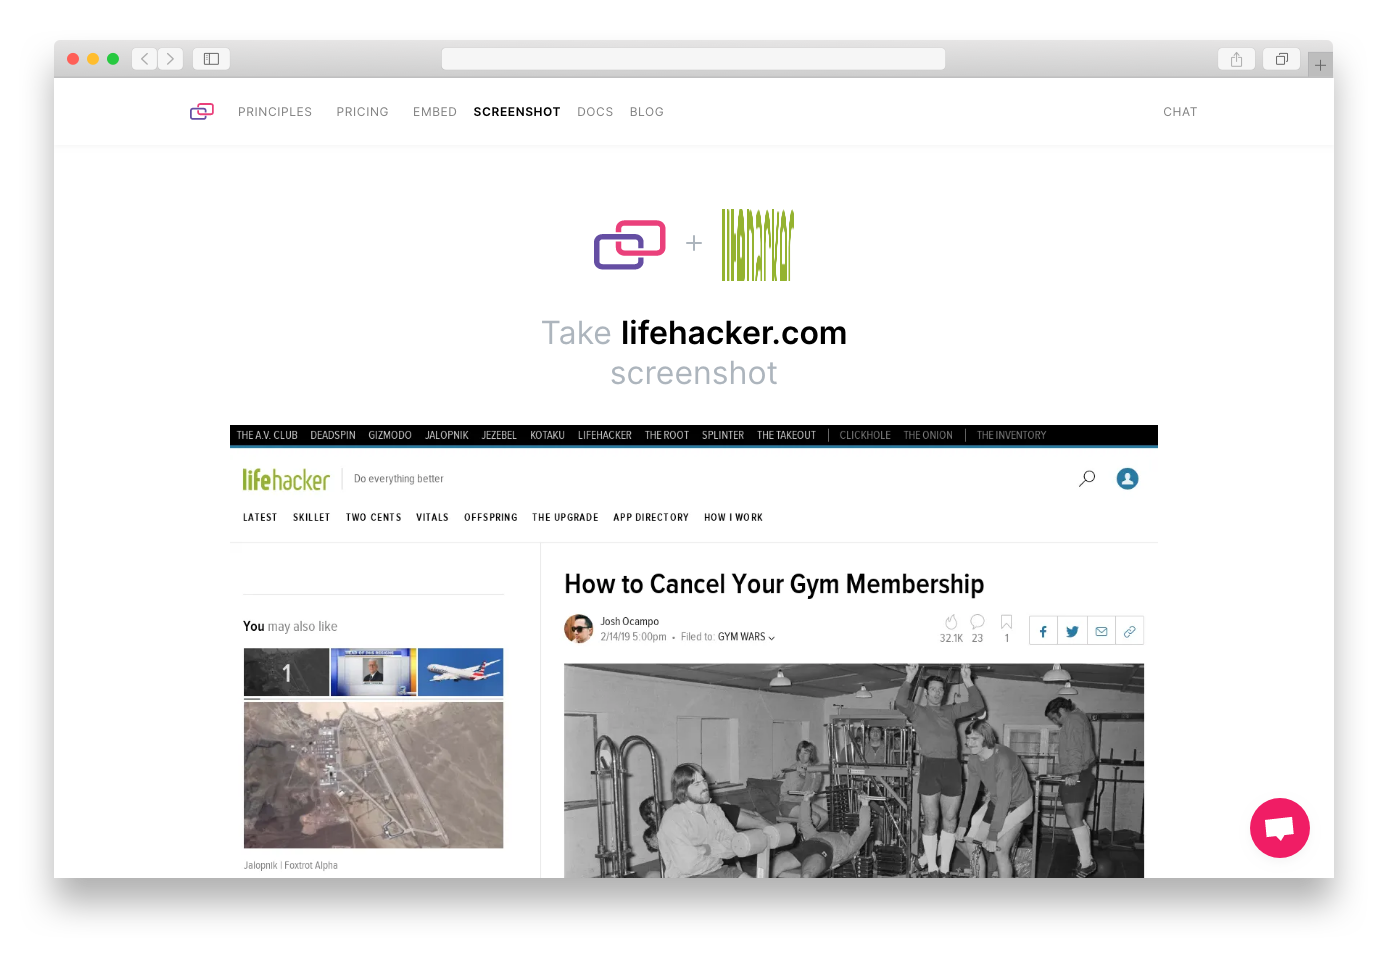 PRINCIPLES PRICING EMBED SCREENSHOT DOCS BLOG CHAT
lifehacker
Take lifehacker.com
screenshot
THE A.V. CLUB DEADSPIN GIZMODO JALOPNIK JEZEBEL KOTAKU LIFEHACKER THE ROOT SPLINTER THE TAKEOUT CLICKHOLE THE ONION THE INVENTORY
lifehacker Do everything better
LATEST SKILLET TWO CENTS VITALS OFFSPRING THE UPGRADE APP DIRECTORY HOW I WORK
How to Cancel Your Gym Membership
Josh Ocampo
2/14/19 5:00pm • Filed to: GYM WARS
32.1K 23 1
You may also like
1
Jalopnik | Foxtrot Alpha